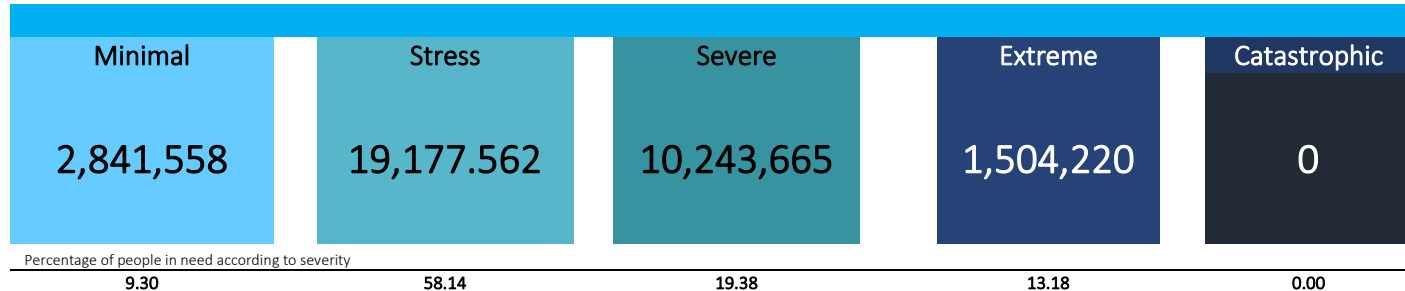 Minimal Stress Severe Extreme Catastrophic
2,841,558 19,177.562 10,243,665 1,504,220 0
Percentage of people in need according to severity
9.30 58.14 19.38 13.18 0.00